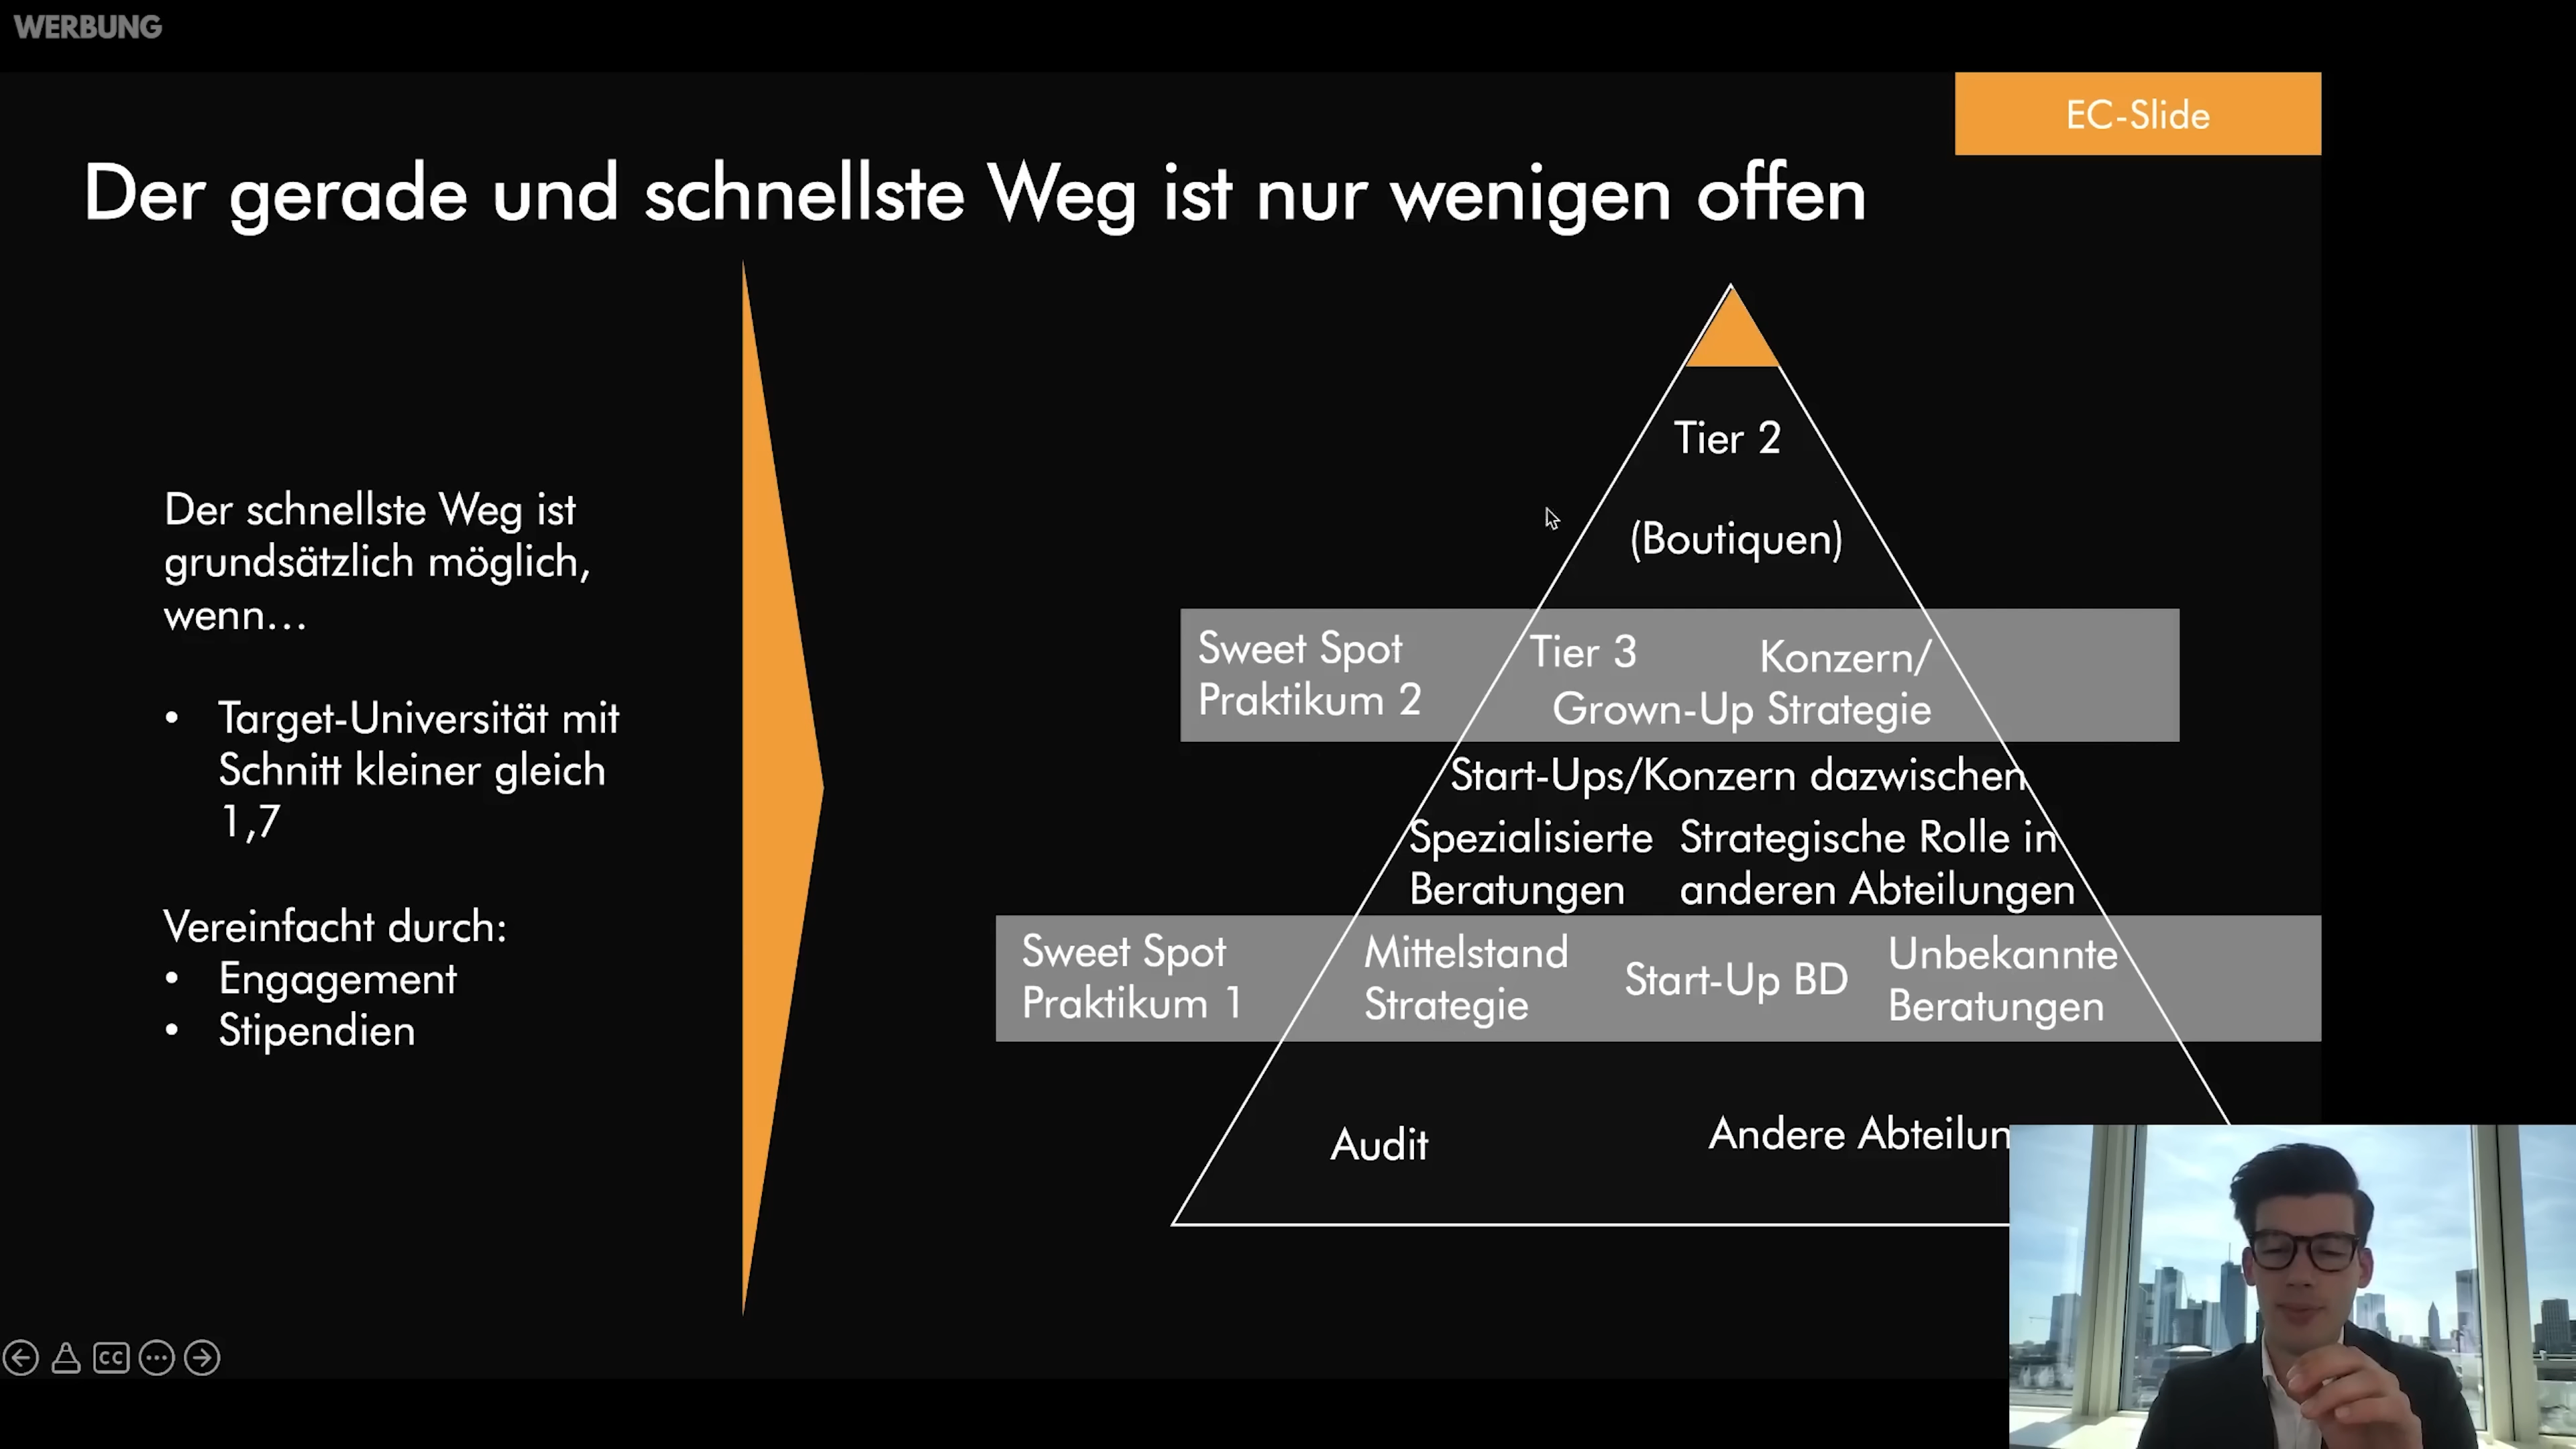 WERBUNG
EC-Slide
Der gerade und schnellste Weg ist nur wenigen offen
Der schnellste Weg ist
grundsätzlich möglich,
wenn...
• Target-Universität mit
Schnitt kleiner gleich
1,7
Vereinfacht durch:
• Engagement
• Stipendien
Tier 2
(Boutiquen)
Sweet Spot
Praktikum 2
Tier 3
Konzern/
Grown-Up Strategie
Start-Ups/Konzern dazwischen
Spezialisierte
Beratungen
Strategische Rolle in
anderen Abteilungen
Sweet Spot
Praktikum 1
Mittelstand
Strategie
Start-Up BD
Unbekannte
Beratungen
Audit
Andere Abteilun
CC